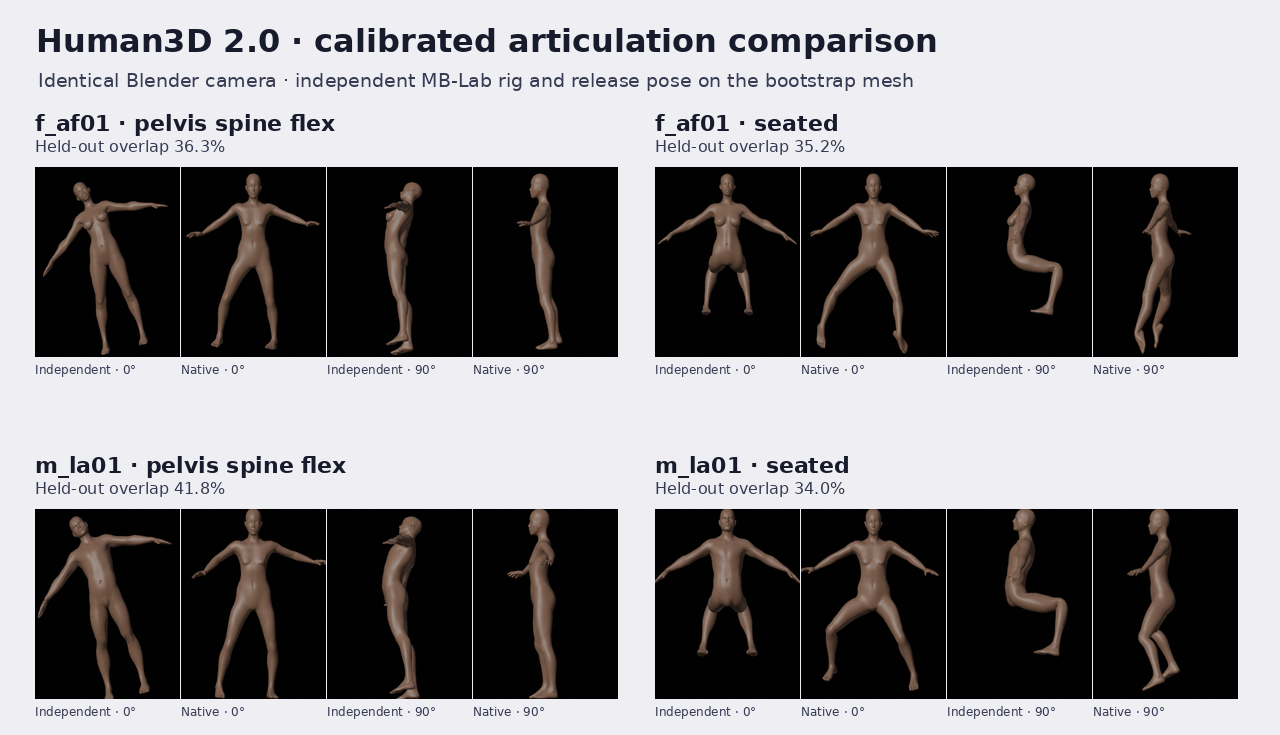 Human3D 2.0 · calibrated articulation comparison
Identical Blender camera · independent MB-Lab rig and release pose on the bootstrap mesh
f_af01 · pelvis spine flex
Held-out overlap 36.3%
Independent · 0°
Native · 0°
Independent · 90°
Native · 90°
f_af01 · seated
Held-out overlap 35.2%
Independent · 0°
Native · 0°
Independent · 90°
Native · 90°
m_la01 · pelvis spine flex
Held-out overlap 41.8%
Independent · 0°
Native · 0°
Independent · 90°
Native · 90°
m_la01 · seated
Held-out overlap 34.0%
Independent · 0°
Native · 0°
Independent · 90°
Native · 90°